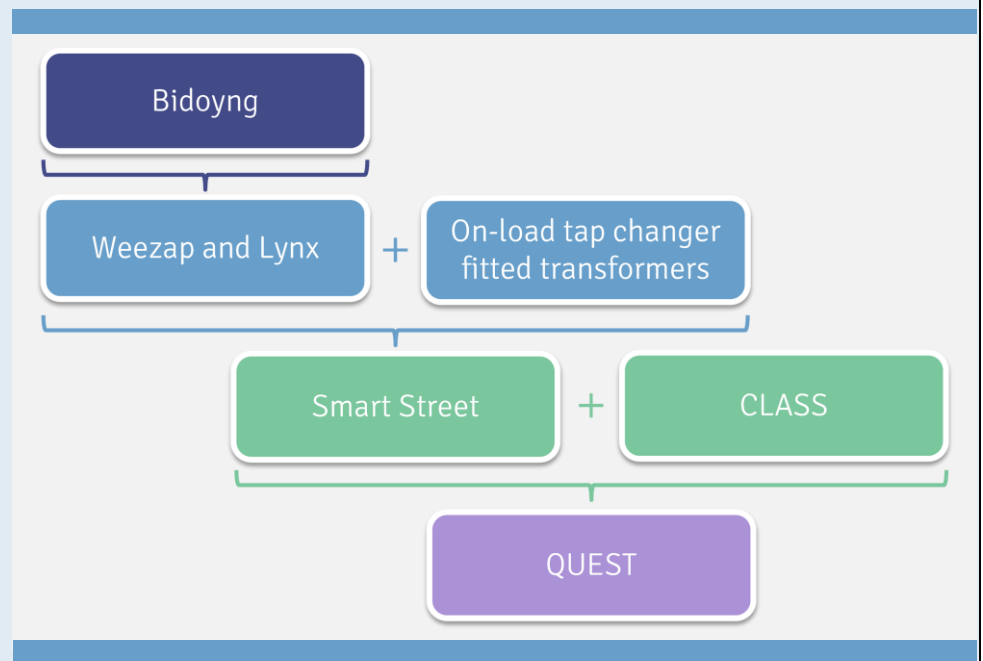 Bidoyng
Weezap and Lynx
+
On-load tap changer
fitted transformers
Smart Street
+
CLASS
QUEST